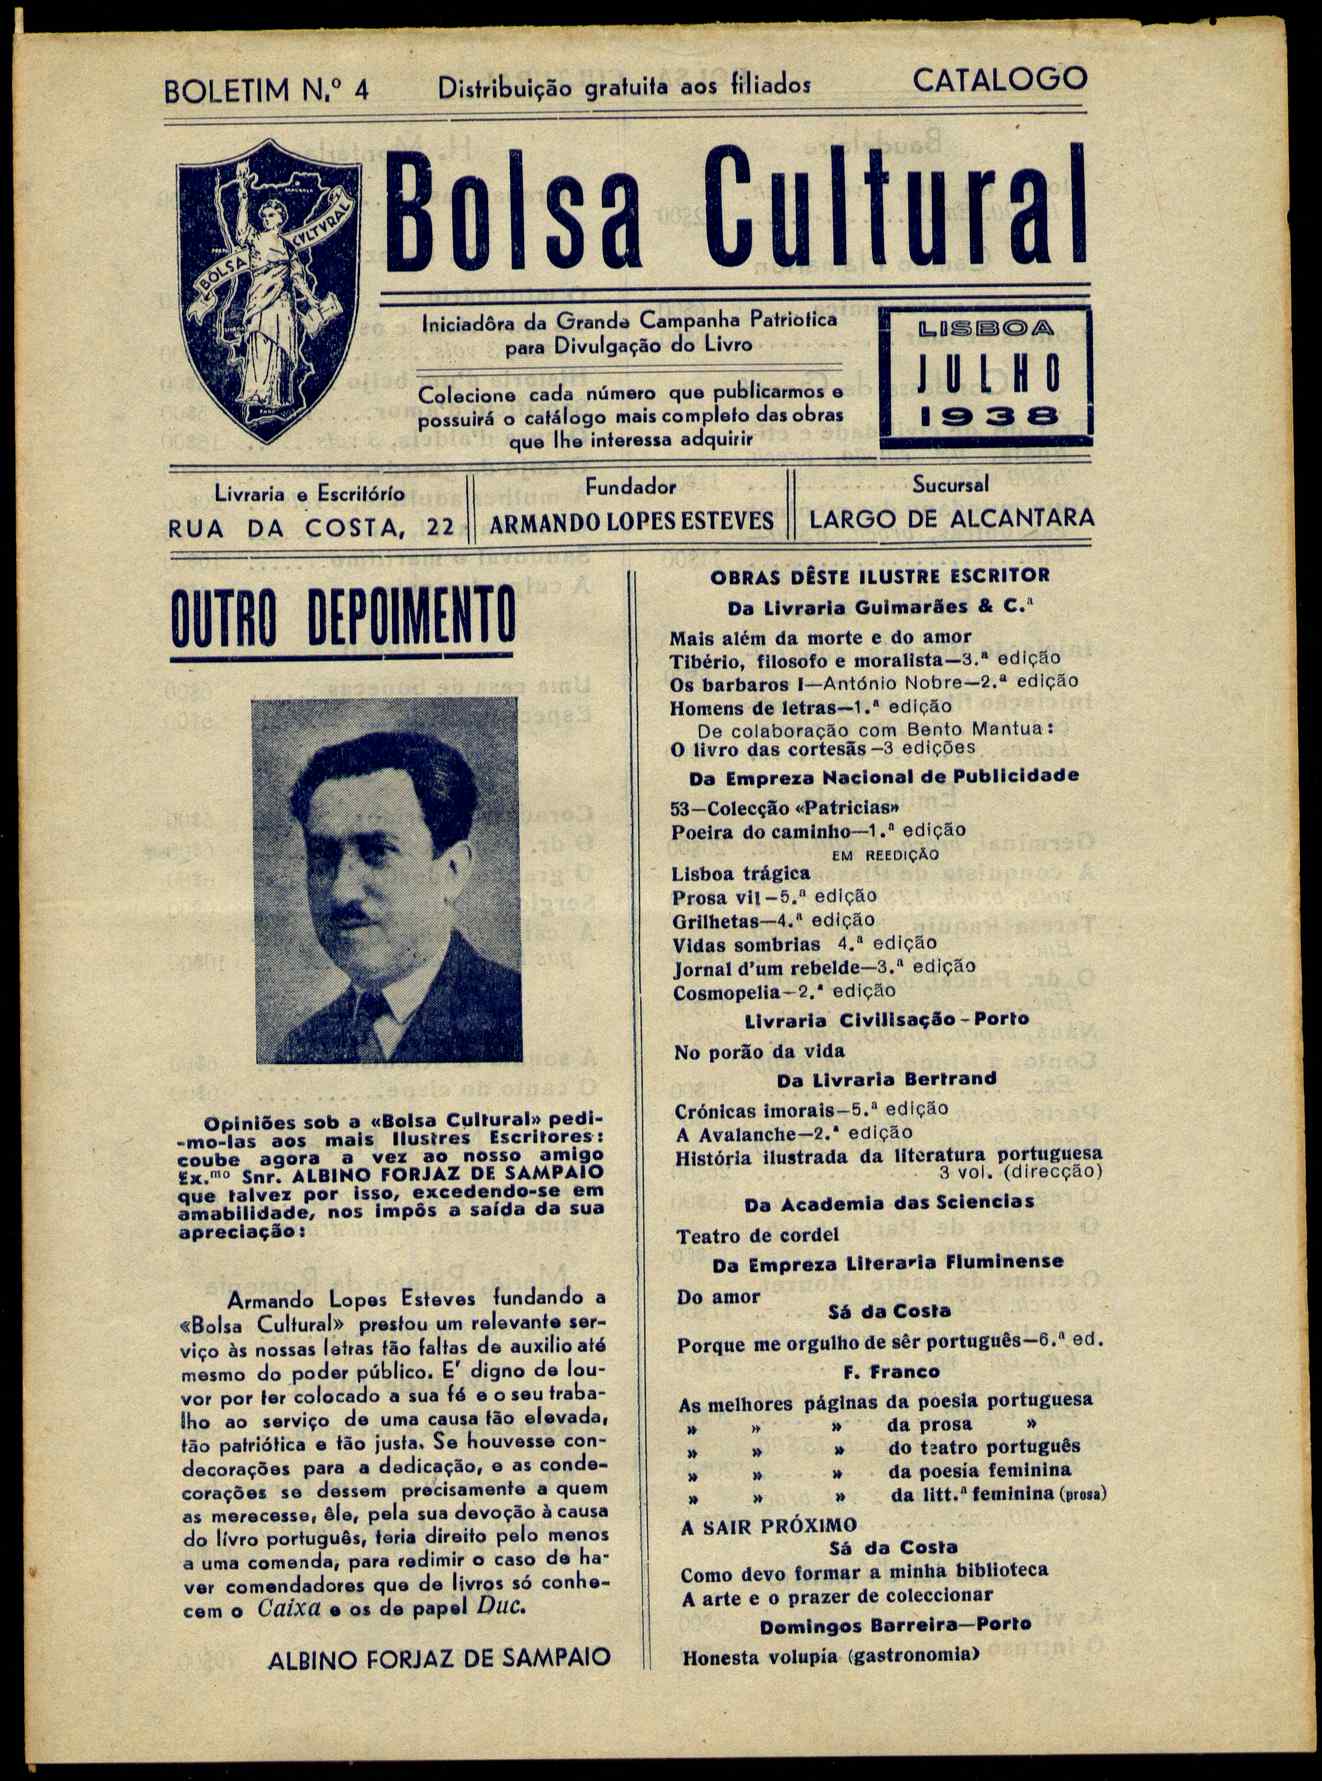 BOLETIM N.º 4
Distribuição gratuita aos filiados
CATALOGO
BOLSA CULTURAL
Bolsa Cultural
Iniciadôra da Grande Campanha Patriotica
para Divulgação do Livro
Colecione cada número que publicarmos e
possuirá o catálogo mais completo das obras
que lhe interessa adquirir
LISBOA
JULHO
1938
Livraria e Escritório
RUA DA COSTA, 22
Fundador
ARMANDO LOPES ESTEVES
Sucursal
LARGO DE ALCANTARA
OUTRO DEPOIMENTO
Opiniões sob a «Bolsa Cultural» pedi-
-mo-las aos mais Ilustres Escritores:
coube agora a vez ao nosso amigo
Ex.mo Snr. ALBINO FORJAZ DE SAMPAIO
que talvez por isso, excedendo-se em
amabilidade, nos impôs a saída da sua
apreciação:
Armando Lopes Esteves fundando a
«Bolsa Cultural» prestou um relevante ser-
viço às nossas letras tão faltas de auxilio até
mesmo do poder público. E' digno de lou-
vor por ter colocado a sua fé e o seu traba-
lho ao serviço de uma causa tão elevada,
tão patriótica e tão justa. Se houvesse con-
decorações para a dedicação, e as conde-
corações se dessem precisamente a quem
as merecesse, êle, pela sua devoção à causa
do livro português, teria direito pelo menos
a uma comenda, para redimir o caso de ha-
ver comendadores que de livros só conhe-
cem o Caixa e os de papel Duc.
ALBINO FORJAZ DE SAMPAIO
OBRAS DÊSTE ILUSTRE ESCRITOR
Da Livraria Guimarães & C.ª
Mais além da morte e do amor
Tibério, filosofo e moralista—3.ª edição
Os barbaros I—António Nobre—2.ª edição
Homens de letras—1.ª edição
De colaboração com Bento Mantua:
O livro das cortesãs—3 edições
Da Empreza Nacional de Publicidade
53—Colecção «Patricias»
Poeira do caminho—1.ª edição
EM REEDIÇÃO
Lisboa trágica
Prosa vil—5.ª edição
Grilhetas—4.ª edição
Vidas sombrias 4.ª edição
Jornal d'um rebelde—3.ª edição
Cosmopelia—2.ª edição
Livraria Civilisação-Porto
No porão da vida
Da Livraria Bertrand
Crónicas imorais—5.ª edição
A Avalanche—2.ª edição
História ilustrada da literatura portuguesa
3 vol. (direcção)
Da Academia das Sciencias
Teatro de cordel
Da Empreza Literaria Fluminense
Do amor
Sá da Costa
Porque me orgulho de sêr português—6.ª ed.
F. Franco
As melhores páginas da poesia portuguesa
» » » da prosa »
» » » do teatro português
» » » da poesia feminina
» » » da litt.ª feminina (prosa)
A SAIR PRÓXIMO
Sá da Costa
Como devo formar a minha biblioteca
A arte e o prazer de coleccionar
Domingos Barreira—Porto
Honesta volupia (gastronomia)